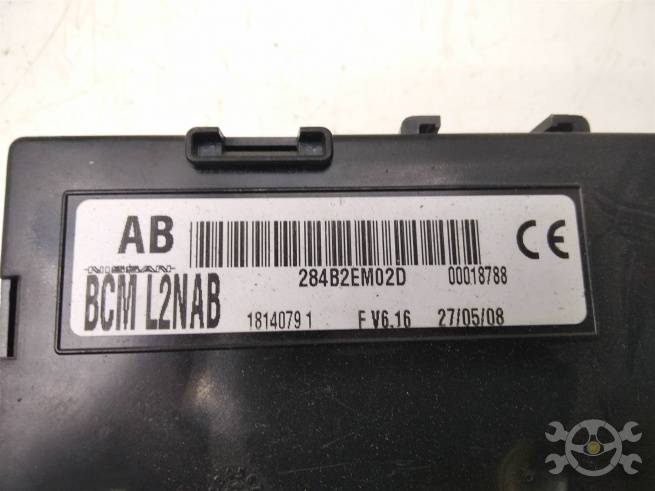 AB
NISSAN
284B2EM02D 00018788
BCM L2NAB
1814079 1 F V6.16 27/05/08
CE